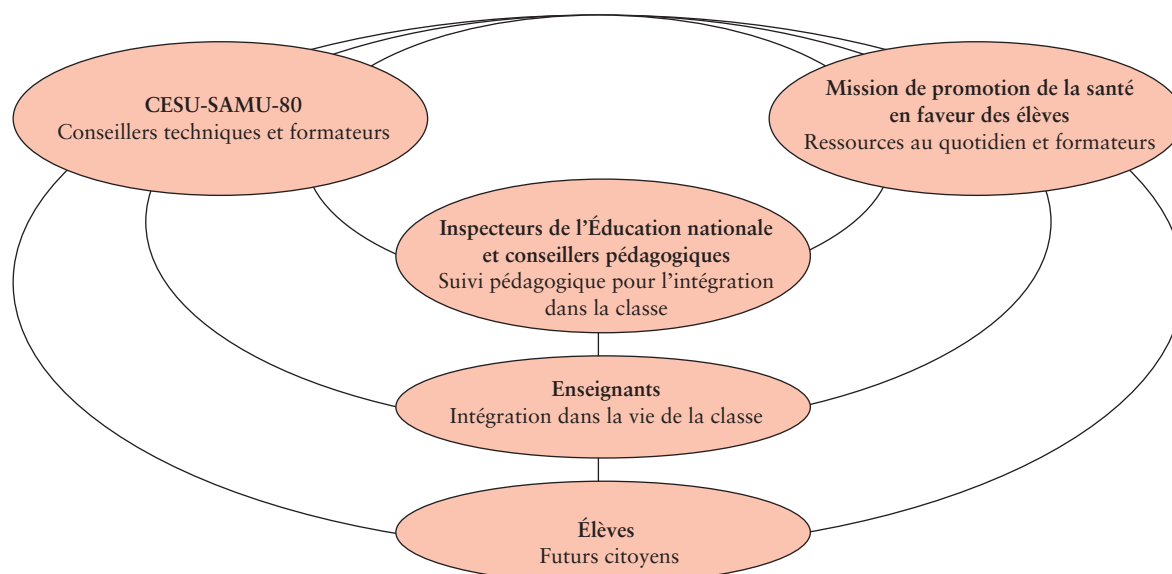 CESU-SAMU-80
Conseillers techniques et formateurs
Mission de promotion de la santé
en faveur des élèves
Ressources au quotidien et formateurs
Inspecteurs de l’Éducation nationale
et conseillers pédagogiques
Suivi pédagogique pour l’intégration
dans la classe
Enseignants
Intégration dans la vie de la classe
Élèves
Futurs citoyens